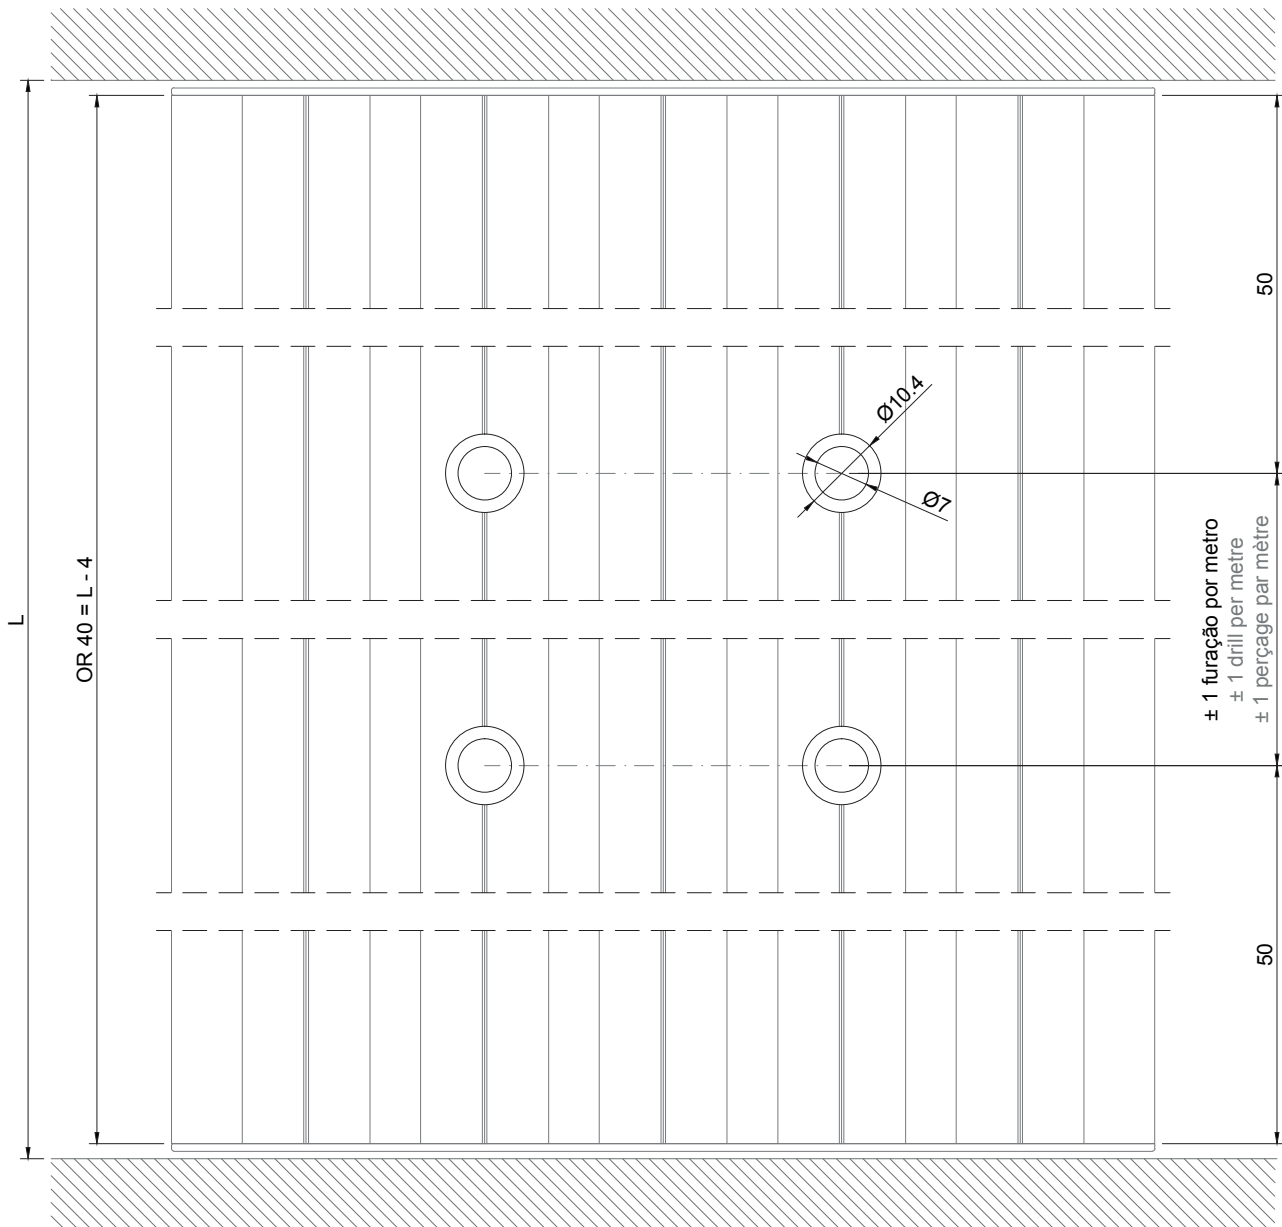 L
OR 40 = L - 4
Ø10.4
Ø7
50
± 1 furação por metro
± 1 drill per metre
± 1 perçage par mètre
50